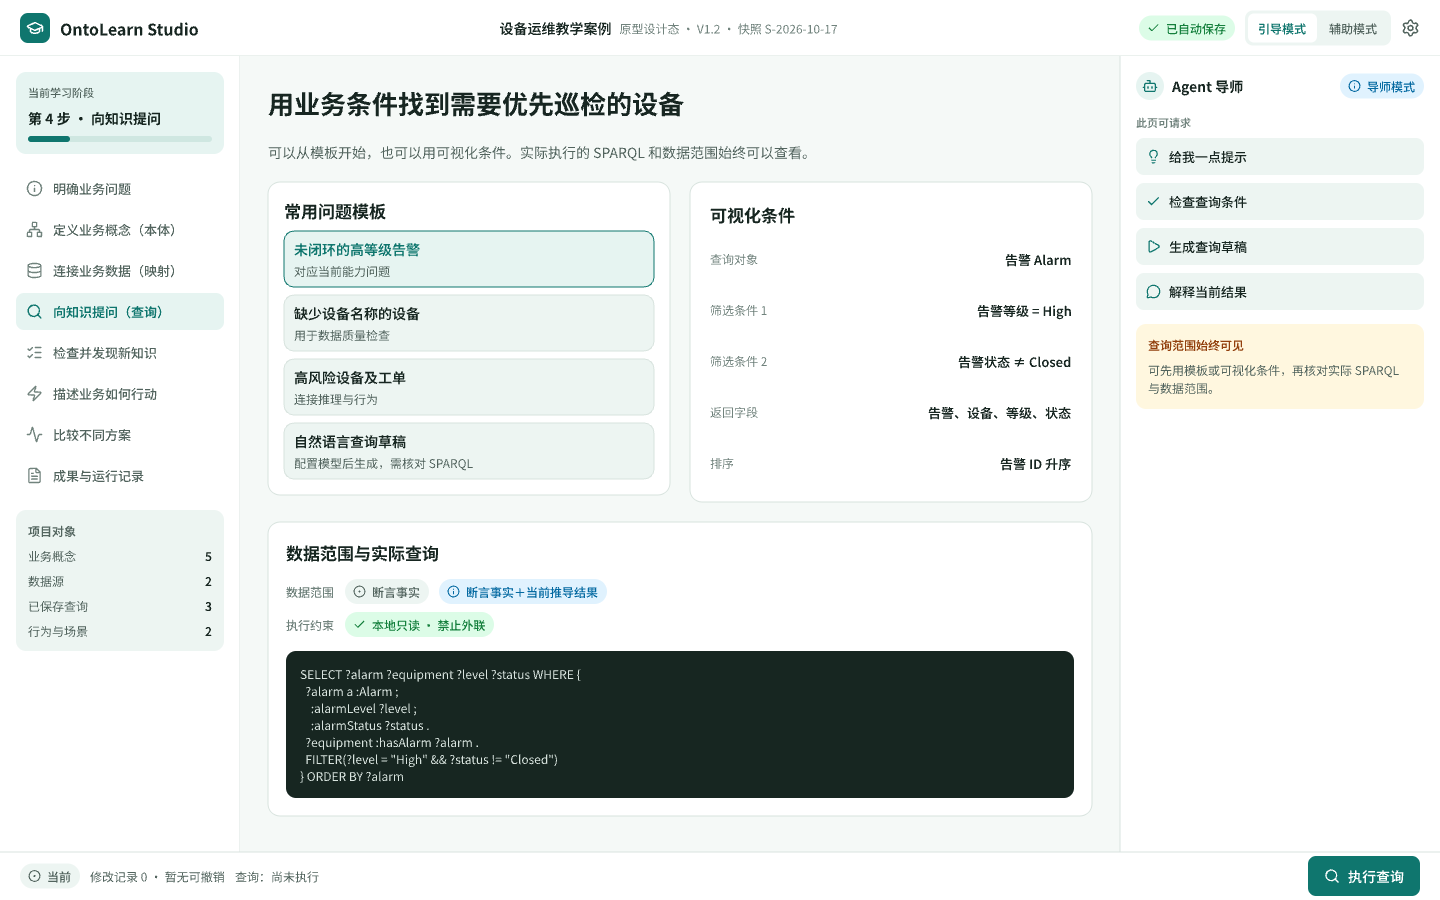 OntoLearn Studio
设备运维教学案例 原型设计态 · V1.2 · 快照 S-2026-10-17
已自动保存
引导模式
辅助模式
当前学习阶段
第 4 步 · 向知识提问
明确业务问题
定义业务概念（本体）
连接业务数据（映射）
向知识提问（查询）
检查并发现新知识
描述业务如何行动
比较不同方案
成果与运行记录
项目对象
业务概念 5
数据源 2
已保存查询 3
行为与场景 2
用业务条件找到需要优先巡检的设备
可以从模板开始，也可以用可视化条件。实际执行的 SPARQL 和数据范围始终可以查看。
常用问题模板
未闭环的高等级告警
对应当前能力问题
缺少设备名称的设备
用于数据质量检查
高风险设备及工单
连接推理与行为
自然语言查询草稿
配置模型后生成，需核对 SPARQL
可视化条件
查询对象 告警 Alarm
筛选条件 1 告警等级 = High
筛选条件 2 告警状态 ≠ Closed
返回字段 告警、设备、等级、状态
排序 告警 ID 升序
数据范围与实际查询
数据范围 断言事实 断言事实＋当前推导结果
执行约束 本地只读 · 禁止外联
SELECT ?alarm ?equipment ?level ?status WHERE {
?alarm a :Alarm ;
:alarmLevel ?level ;
:alarmStatus ?status .
?equipment :hasAlarm ?alarm .
FILTER(?level = "High" && ?status != "Closed")
} ORDER BY ?alarm
Agent 导师
导师模式
此页可请求
给我一点提示
检查查询条件
生成查询草稿
解释当前结果
查询范围始终可见
可先用模板或可视化条件，再核对实际 SPARQL
与数据范围。
当前 修改记录 0 · 暂无可撤销 查询：尚未执行
执行查询